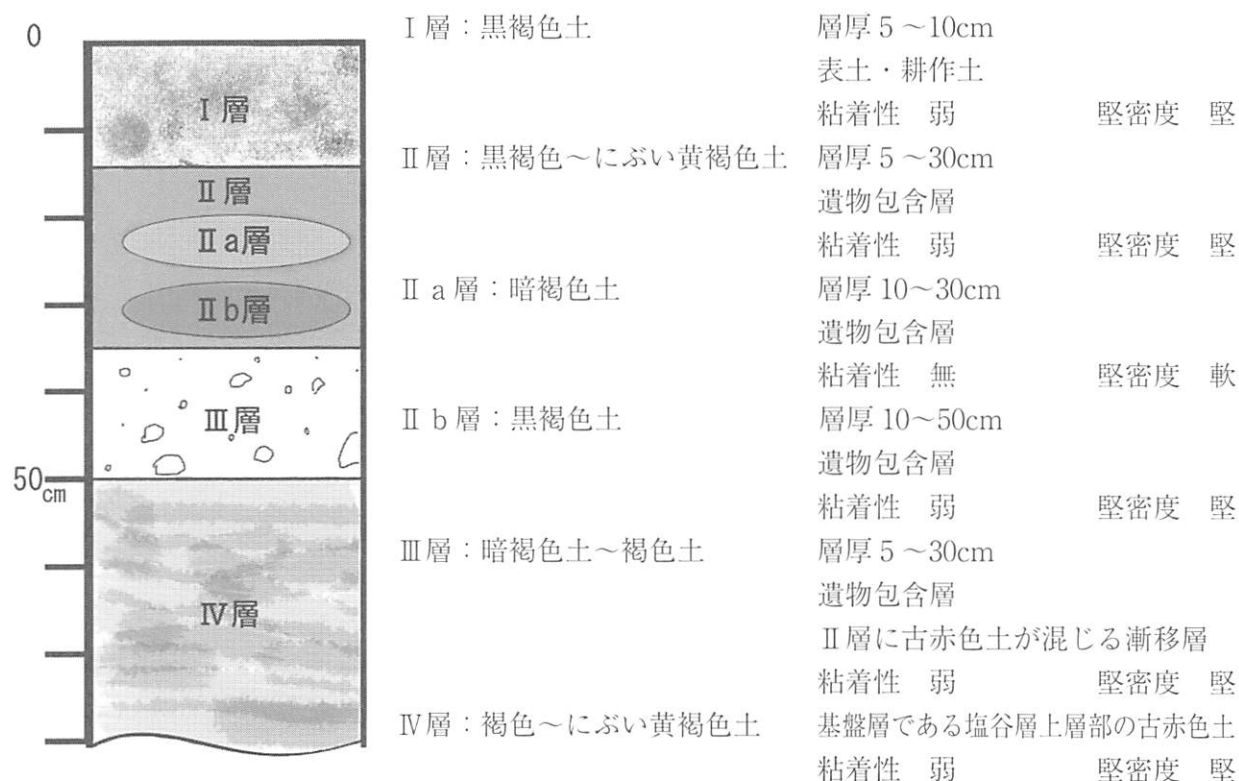 0
Ⅰ層
Ⅱ層
Ⅱa層
Ⅱb層
Ⅲ層
50cm
Ⅳ層
Ⅰ層：黒褐色土　層厚 5～10cm
表土・耕作土
粘着性　弱　堅密度　堅
Ⅱ層：黒褐色～にぶい黄褐色土　層厚 5～30cm
遺物包含層
粘着性　弱　堅密度　堅
Ⅱa層：暗褐色土　層厚 10～30cm
遺物包含層
粘着性　無　堅密度　軟
Ⅱb層：黒褐色土　層厚 10～50cm
遺物包含層
粘着性　弱　堅密度　堅
Ⅲ層：暗褐色土～褐色土　層厚 5～30cm
遺物包含層
Ⅱ層に古赤色土が混じる漸移層
粘着性　弱　堅密度　堅
Ⅳ層：褐色～にぶい黄褐色土　基盤層である塩谷層上層部の古赤色土
粘着性　弱　堅密度　堅